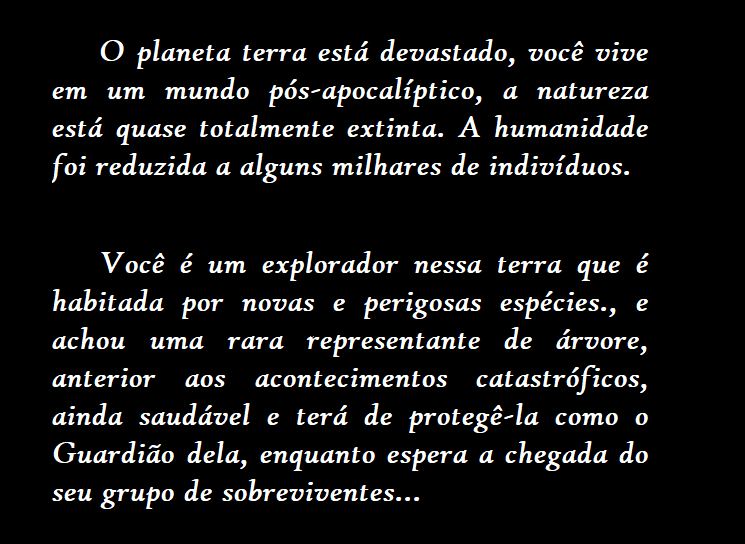 O planeta terra está devastado, você vive
em um mundo pós-apocalíptico, a natureza
está quase totalmente extinta. A humanidade
foi reduzida a alguns milhares de indivíduos.
Você é um explorador nessa terra que é
habitada por novas e perigosas espécies., e
achou uma rara representante de árvore,
anterior aos acontecimentos catastróficos,
ainda saudável e terá de protegê-la como o
Guardião dela, enquanto espera a chegada do
seu grupo de sobreviventes...